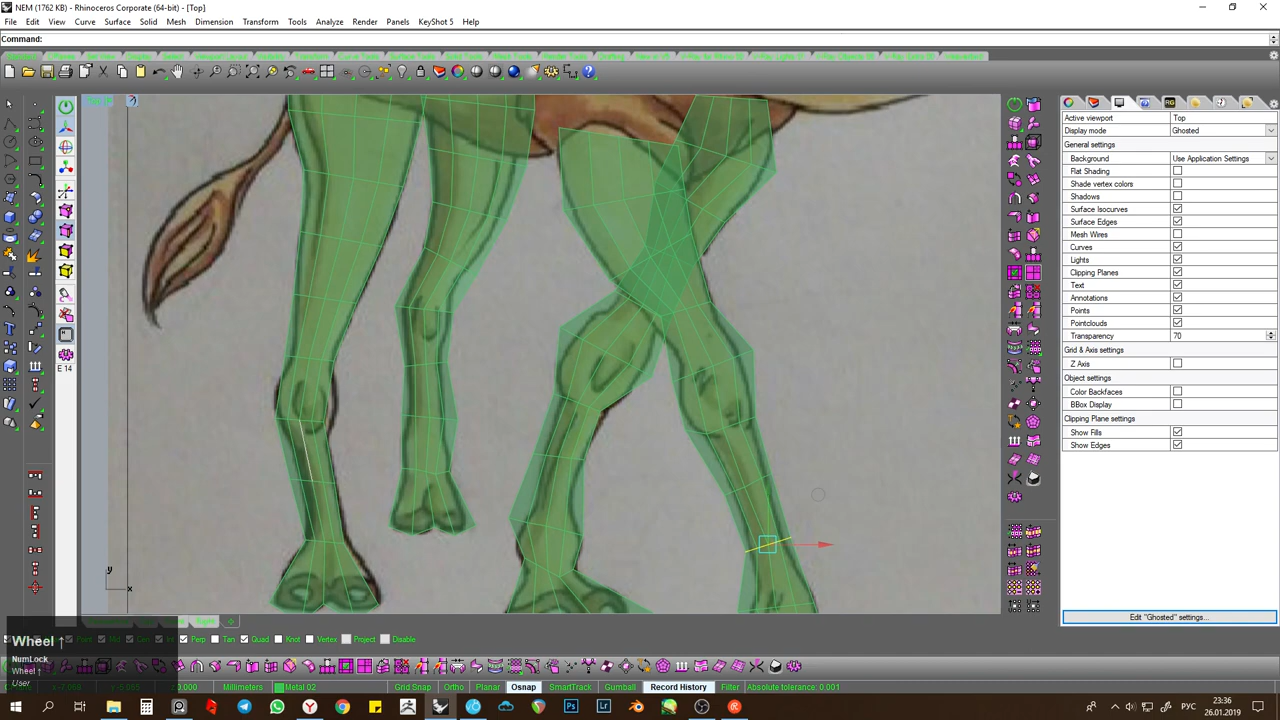 NEM (1762 KB) - Rhinoceros Corporate (64-bit) - [Top]
File Edit View Curve Surface Solid Mesh Dimension Transform Tools Analyze Render Panels KeyShot 5 Help
Command:
Active viewport Top
Display mode Ghosted
General settings
Background Use Application Settings
Flat Shading
Shade vertex colors
Shadows
Surface Isocurves
Surface Edges
Mesh Wires
Curves
Lights
Clipping Planes
Text
Annotations
Points
Pointclouds
Transparency 70
Grid & Axis settings
Z Axis
Object settings
Color Backfaces
BBox Display
Clipping Plane settings
Show Fills
Show Edges
E 14
y
x
Edit "Ghosted" settings...
Right
Wheel ↑
NumLock
Wheel ↑
User
Perp Tan Quad Knot Vertex Project Disable
Millimeters Metal.02 Grid Snap Ortho Planar Osnap SmartTrack Gumball Record History Filter Absolute tolerance: 0.001
РУС
23:36
26.01.2019